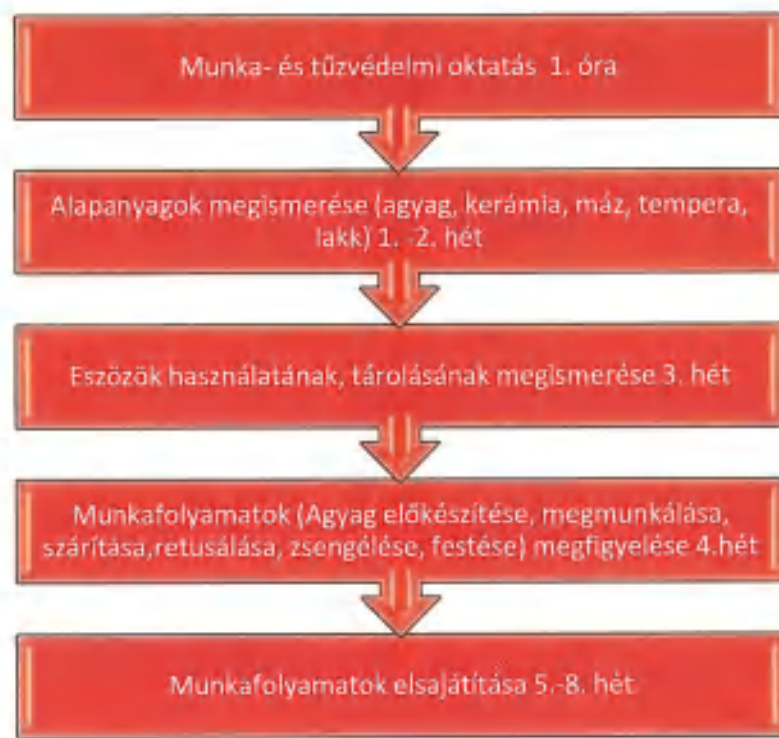 Munka- és tűzvédelmi oktatás 1. óra
Alapanyagok megismerése (agyag, kerámia, máz, tempera,
lakk) 1. -2. hét
Eszözök használatának, tárolásának megismerése 3. hét
Munkafolyamatok (Agyag előkészítése, megmunkálása,
szárítása,retusálása, zsengélése, festése) megfigyelése 4.hét
Munkafolyamatok elsajátítása 5.-8. hét